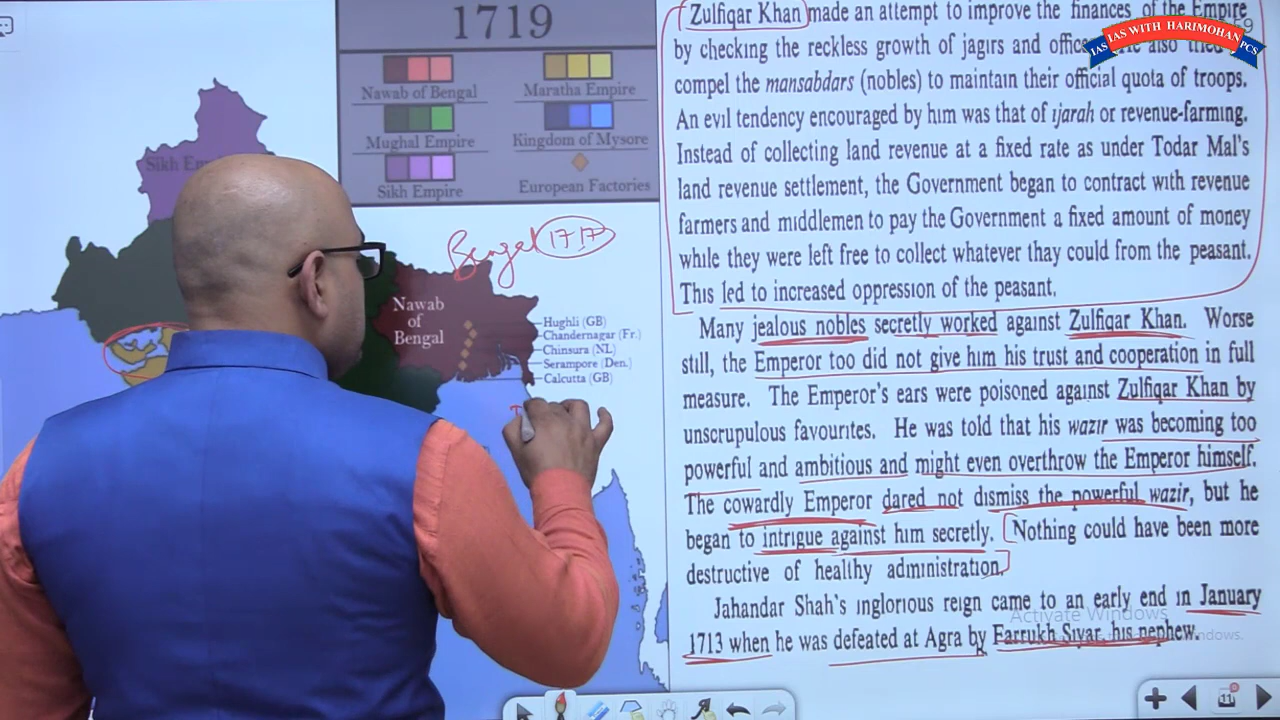 1719
Nawab of Bengal
Maratha Empire
Mughal Empire
Kingdom of Mysore
Sikh Empire
European Factories
Sikh Em
Bengal 1717
Nawab
of
Bengal
Hughli (GB)
Chandernagar (Fr.)
Chinsura (NL)
Serampore (Den.)
Calcutta (GB)
Zulfiqar Khan made an attempt to improve the finances of the Empire
by checking the reckless growth of jagirs and offic
also tried
compel the mansabdars (nobles) to maintain their official quota of troops.
An evil tendency encouraged by him was that of ijarah or revenue-farming.
Instead of collecting land revenue at a fixed rate as under Todar Mal's
land revenue settlement, the Government began to contract with revenue
farmers and middlemen to pay the Government a fixed amount of money
while they were left free to collect whatever thay could from the peasant.
This led to increased oppression of the peasant.
Many jealous nobles secretly worked against Zulfiqar Khan. Worse
still, the Emperor too did not give him his trust and cooperation in full
measure. The Emperor's ears were poisoned against Zulfiqar Khan by
unscrupulous favourites. He was told that his wazir was becoming too
powerful and ambitious and might even overthrow the Emperor himself.
The cowardly Emperor dared not dismiss the powerful wazir, but he
began to intrigue against him secretly. Nothing could have been more
destructive of healthy administration.
Jahandar Shah's inglorious reign came to an early end in January
1713 when he was defeated at Agra by Farrukh Siyar his nephew.
IAS IAS WITH HARIMOHAN PCS
Activate Windows
11